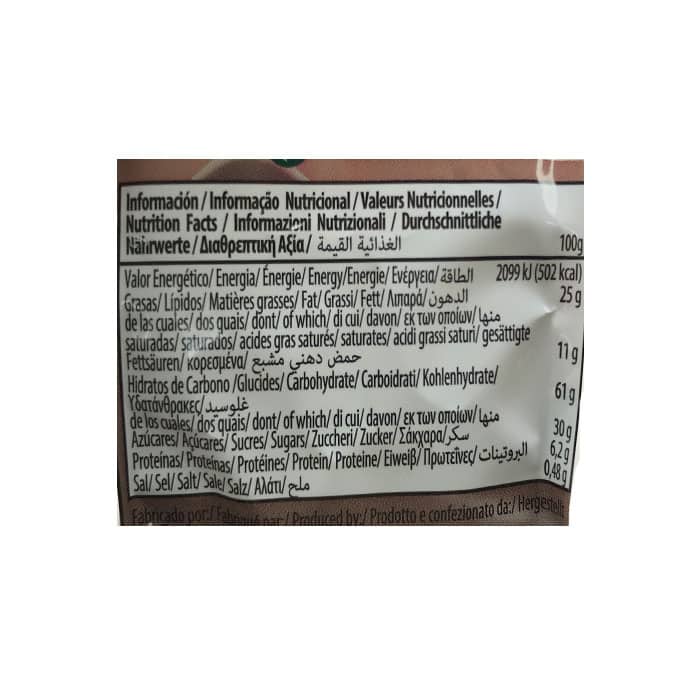 Información / Informação Nutricional / Valeurs Nutricionnelles /
Nutrition Facts / Informazioni Nutrizionali / Durchschnittliche
Närwerte / Διαθρεπτική Αξία / الغذائية القيمة 100g
Valor Energético/ Energia/ Énergie/ Energy/Energie/ Ενέργεια/ الطاقة 2099 kJ (502 kcal)
Grasas/ Lípidos/ Matières grasses/ Fat/ Grassi/ Fett/ Λιπαρά/ الدهون 25 g
de las cuales/ dos quais/ dont/ of which/ di cui/ davon/ εκ των οποίων/ منها
saturadas/ saturados/ acides gras saturés/ saturates/ acidi grassi saturi/ gesättigte
Fettsäuren/ κορεσμένα/ حمض دهني مشبع 11 g
Hidratos de Carbono /Glucides/ Carbohydrate/ Carboidrati/ Kohlenhydrate/
Υδατάνθρακες/ غلوسيد 61 g
de los cuales/ dos quais/ dont/ of which/ di cui/ davon/ εκ των οποίων/ منها
Azúcares/ Açúcares/ Sucres/ Sugars/ Zuccheri/ Zucker/ Σάκχαρα/ سكر 30 g
Proteínas/ Proteínas/ Protéines/ Protein/ Proteine/ Eiweiß/ Πρωτεΐνες/ البروتينات 6,2 g
Sal/ Sel/ Salt/ Sale/ Salz/ Αλάτι/ ملح 0,48 g
Fabricado por:/ Fabriqué par:/ Produced by:/ Prodotto e confezionato da:/ Hergestellt